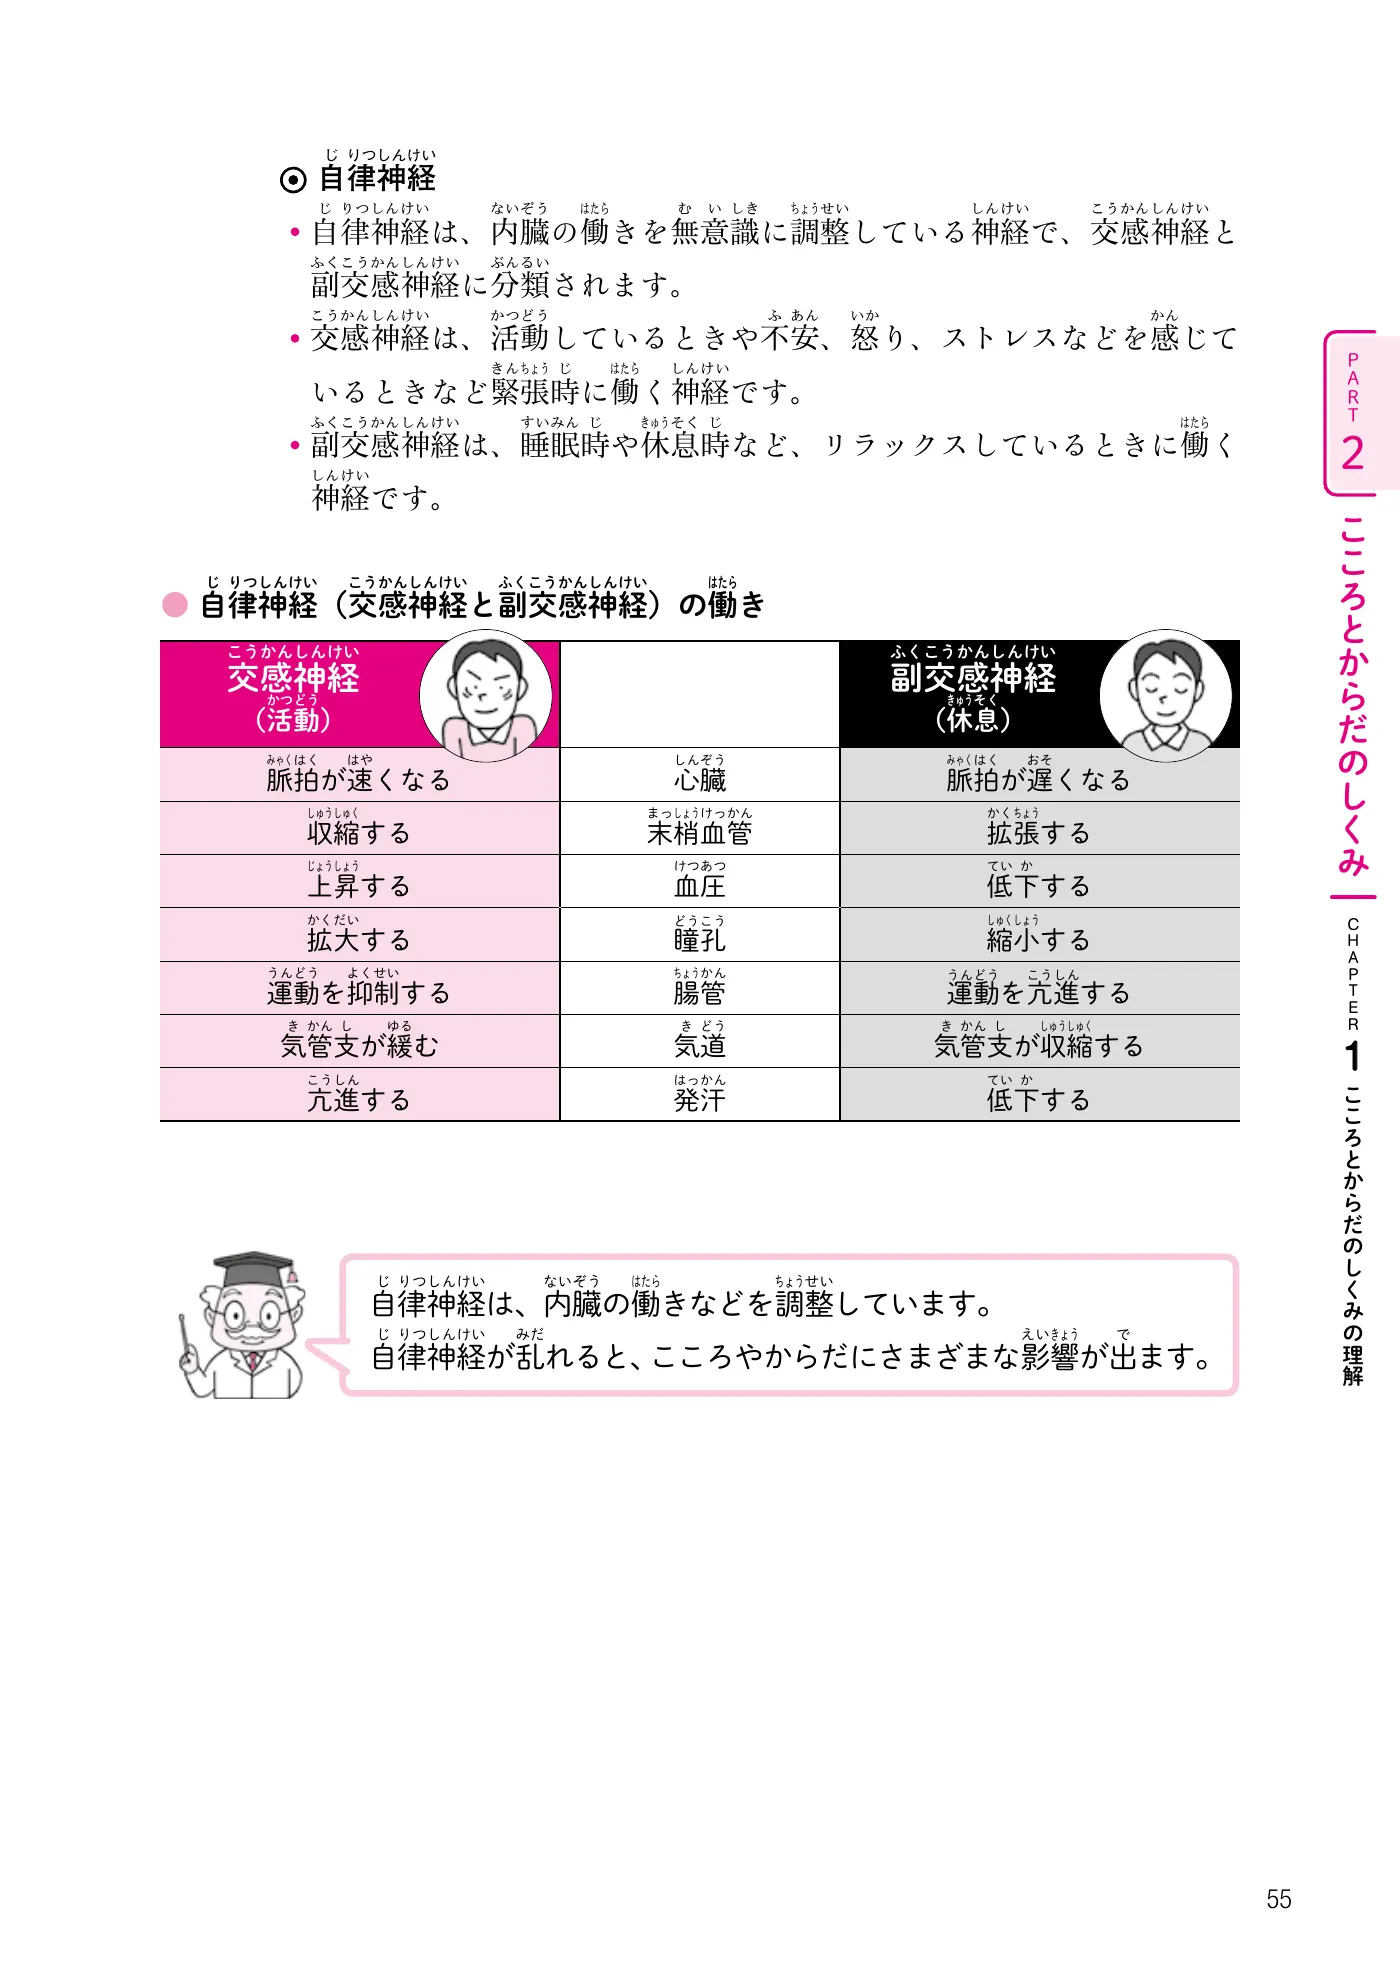 自律神経
・自律神経は、内臓の働きを無意識に調整している神経で、交感神経と
副交感神経に分類されます。
・交感神経は、活動しているときや不安、怒り、ストレスなどを感じて
いるときなど緊張時に働く神経です。
・副交感神経は、睡眠時や休息時など、リラックスしているときに働く
神経です。
● 自律神経（交感神経と副交感神経）の働き
交感神経 副交感神経
（活動） （休息）
脈拍が速くなる 心臓 脈拍が遅くなる
収縮する 末梢血管 拡張する
上昇する 血圧 低下する
拡大する 瞳孔 縮小する
運動を抑制する 腸管 運動を亢進する
気管支が緩む 気道 気管支が収縮する
亢進する 発汗 低下する
自律神経は、内臓の働きなどを調整しています。
自律神経が乱れると、こころやからだにさまざまな影響が出ます。
PART 2 こころとからだのしくみ
CHAPTER 1 こころとからだのしくみの理解
55